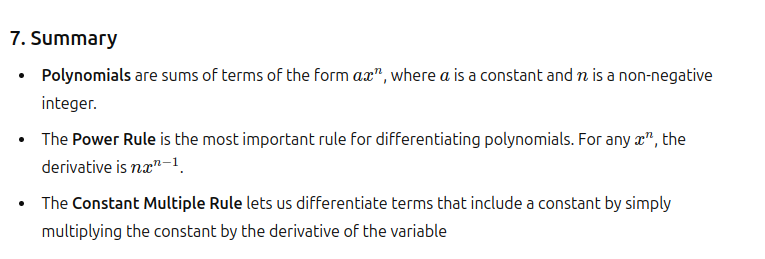 7. Summary
• Polynomials are sums of terms of the form axⁿ, where a is a constant and n is a non-negative
integer.
• The Power Rule is the most important rule for differentiating polynomials. For any xⁿ, the
derivative is nxⁿ⁻¹.
• The Constant Multiple Rule lets us differentiate terms that include a constant by simply
multiplying the constant by the derivative of the variable